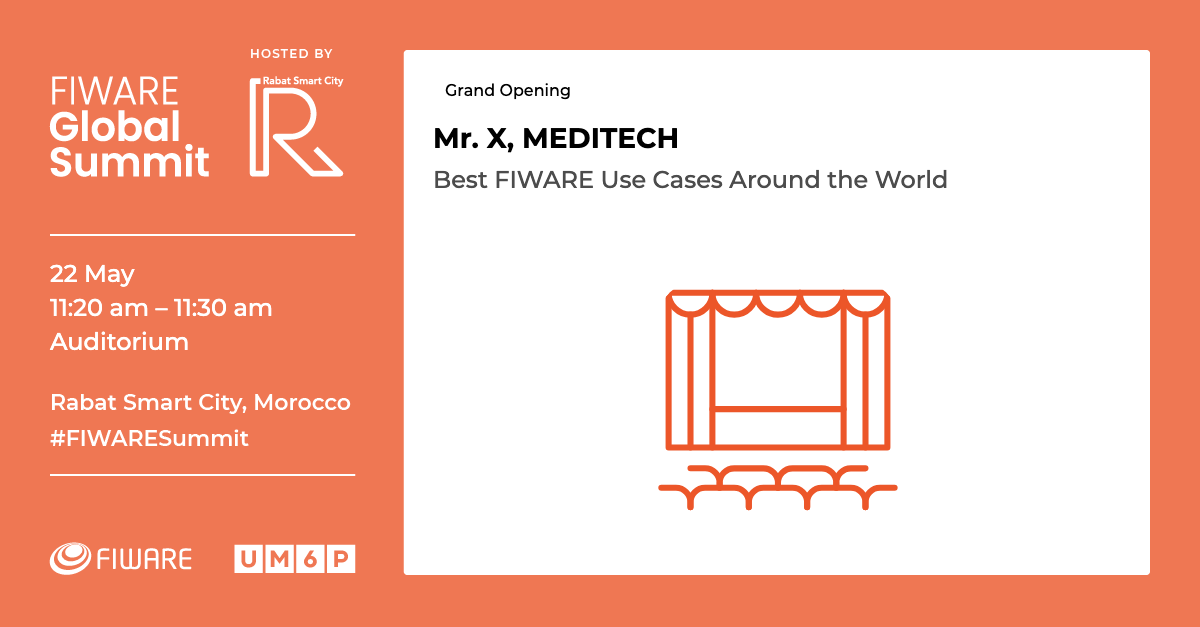 FIWARE
Global
Summit
HOSTED BY
Rabat Smart City
R
22 May
11:20 am – 11:30 am
Auditorium
Rabat Smart City, Morocco
#FIWARESummit
FIWARE
UM6P
Grand Opening
Mr. X, MEDITECH
Best FIWARE Use Cases Around the World